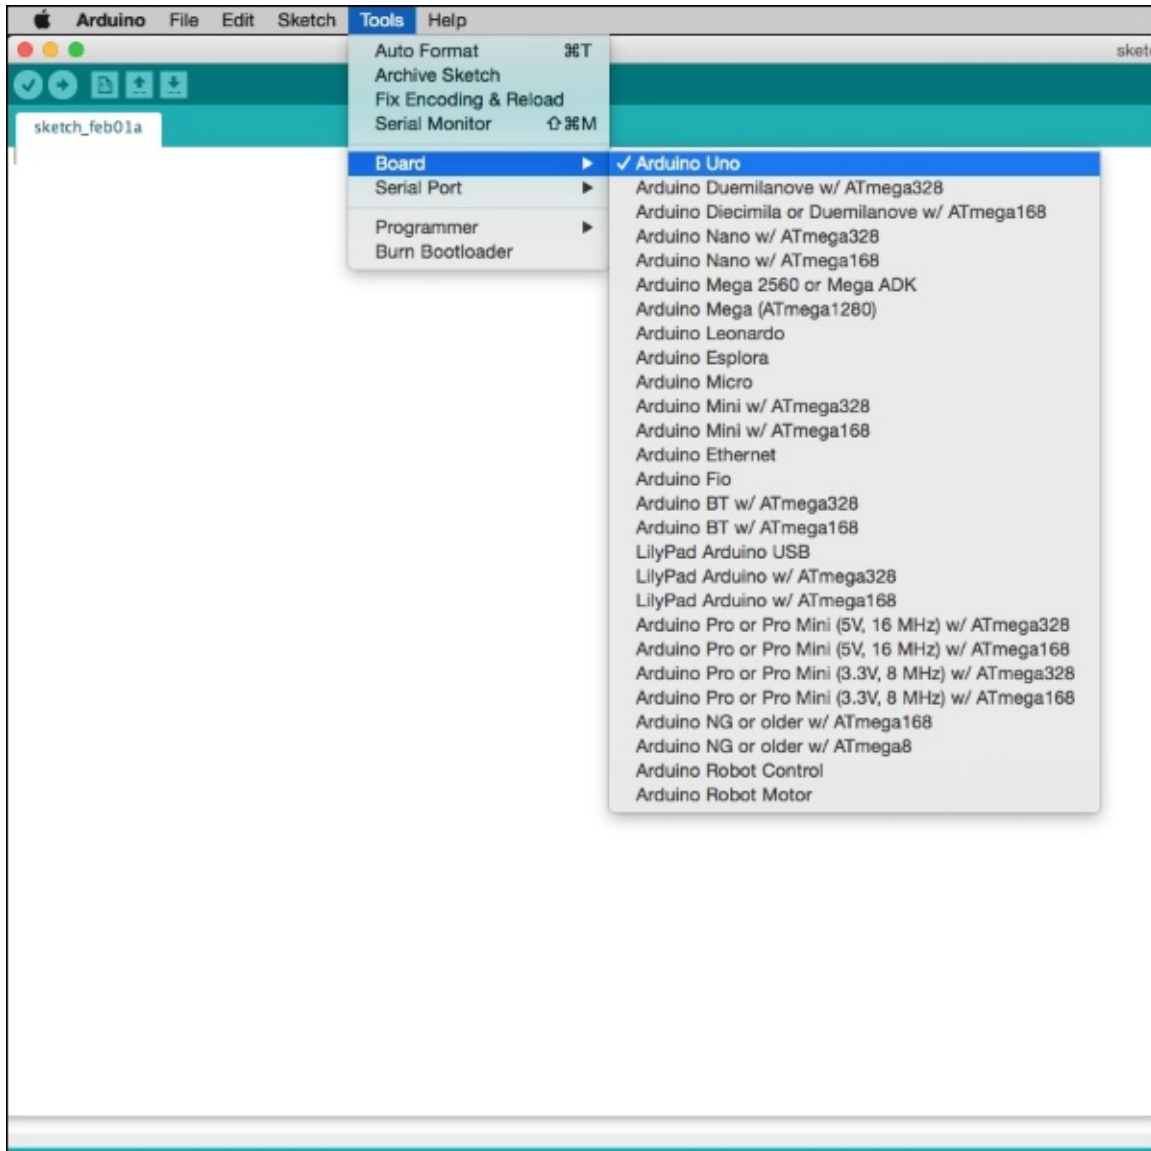 Arduino File Edit Sketch Tools Help
sket
Auto Format ⌘T
Archive Sketch
Fix Encoding & Reload
Serial Monitor ⇧⌘M
sketch_feb01a
Board
Serial Port
Programmer
Burn Bootloader
✓ Arduino Uno
Arduino Duemilanove w/ ATmega328
Arduino Diecimila or Duemilanove w/ ATmega168
Arduino Nano w/ ATmega328
Arduino Nano w/ ATmega168
Arduino Mega 2560 or Mega ADK
Arduino Mega (ATmega1280)
Arduino Leonardo
Arduino Esplora
Arduino Micro
Arduino Mini w/ ATmega328
Arduino Mini w/ ATmega168
Arduino Ethernet
Arduino Fio
Arduino BT w/ ATmega328
Arduino BT w/ ATmega168
LilyPad Arduino USB
LilyPad Arduino w/ ATmega328
LilyPad Arduino w/ ATmega168
Arduino Pro or Pro Mini (5V, 16 MHz) w/ ATmega328
Arduino Pro or Pro Mini (5V, 16 MHz) w/ ATmega168
Arduino Pro or Pro Mini (3.3V, 8 MHz) w/ ATmega328
Arduino Pro or Pro Mini (3.3V, 8 MHz) w/ ATmega168
Arduino NG or older w/ ATmega168
Arduino NG or older w/ ATmega8
Arduino Robot Control
Arduino Robot Motor